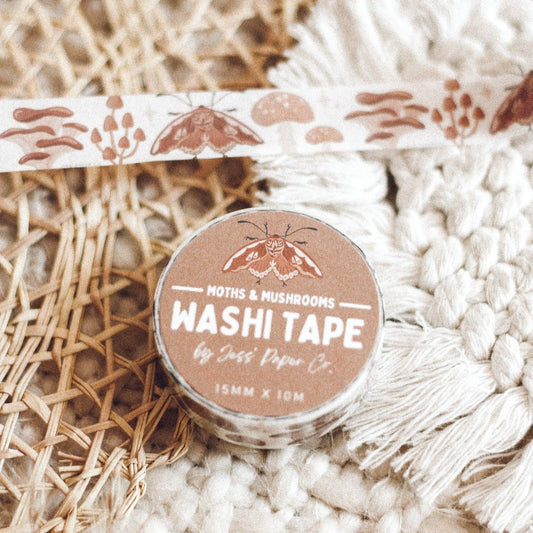 MOTHS & MUSHROOMS
WASHI TAPE
by Jess' Paper Co.
15MM X 10M